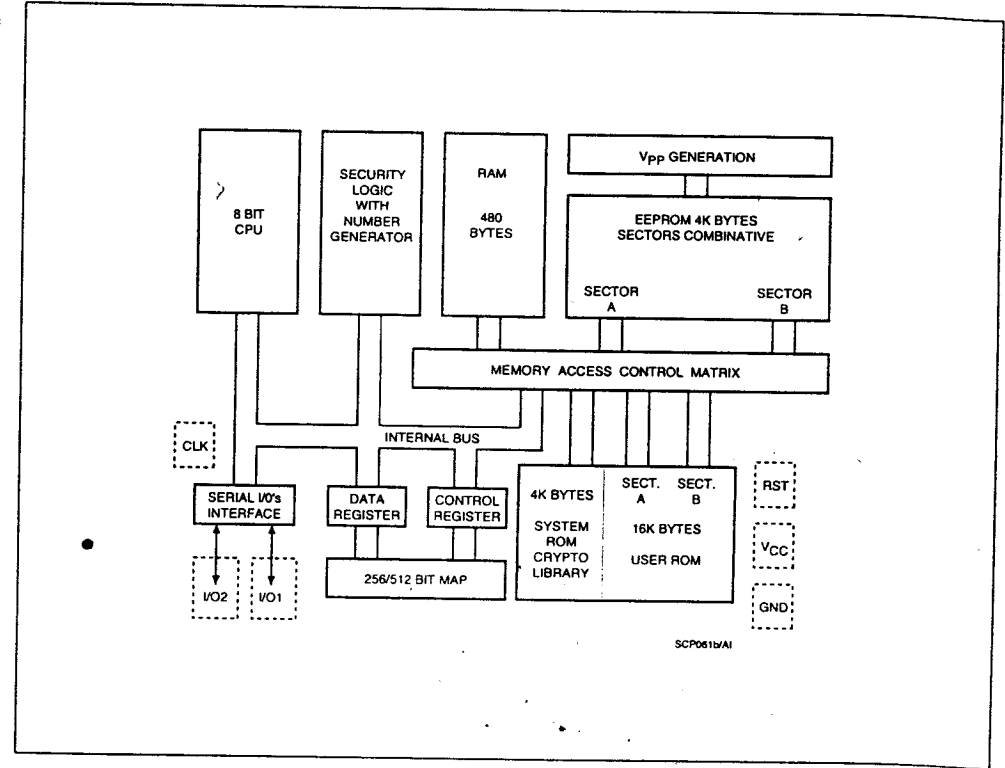 8 BIT
CPU
SECURITY
LOGIC
WITH
NUMBER
GENERATOR
RAM
480
BYTES
VPP GENERATION
EEPROM 4K BYTES
SECTORS COMBINATIVE
SECTOR
A
SECTOR
B
MEMORY ACCESS CONTROL MATRIX
INTERNAL BUS
CLK
SERIAL I/0's
INTERFACE
DATA
REGISTER
CONTROL
REGISTER
256/512 BIT MAP
I/O2
I/O1
4K BYTES
SYSTEM
ROM
CRYPTO
LIBRARY
SECT.
A
SECT.
B
16K BYTES
USER ROM
RST
VCC
GND
SCP061b/AI